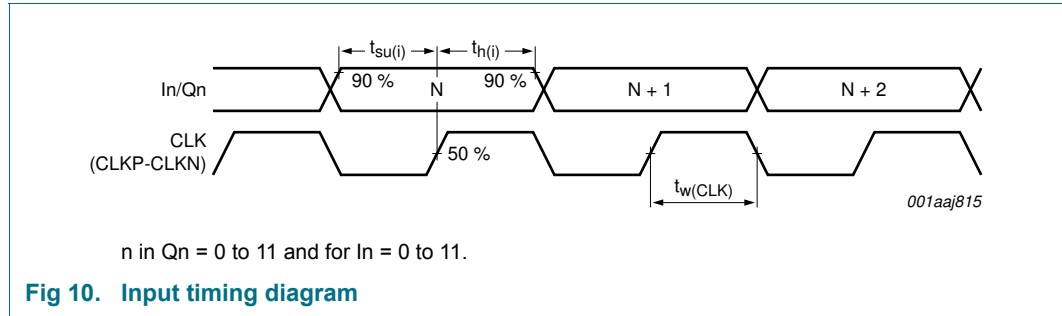 tsu(i) th(i)
90 % N 90 %
In/Qn N + 1 N + 2
CLK
(CLKP-CLKN)
50 %
tw(CLK)
001aaj815
n in Qn = 0 to 11 and for In = 0 to 11.
Fig 10. Input timing diagram